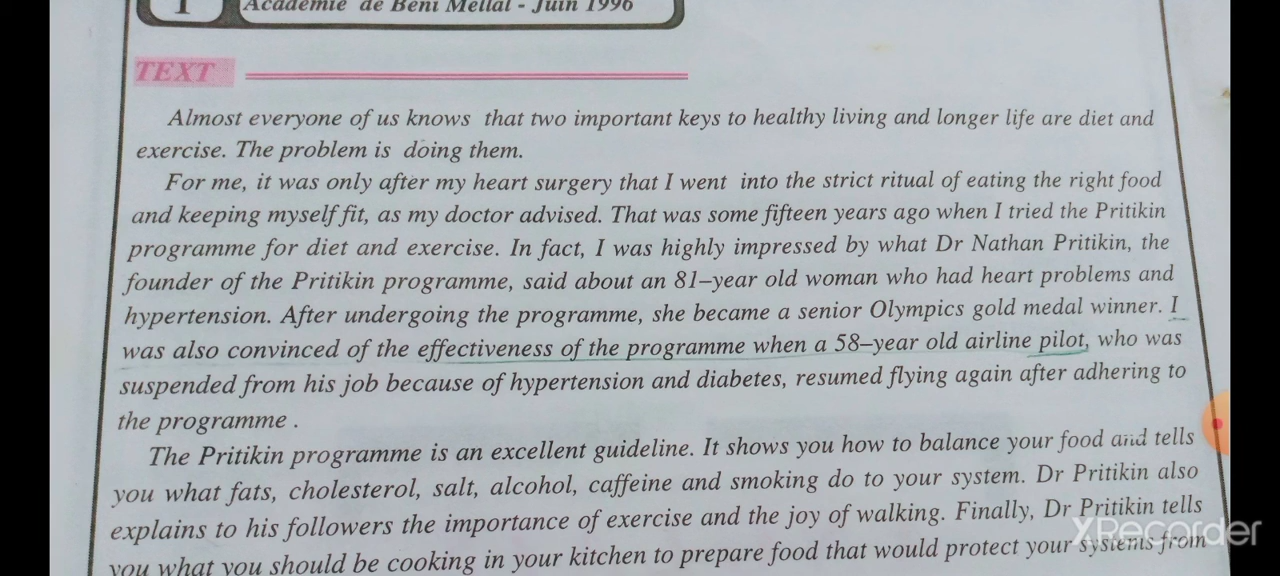 1
Académie de Beni Mellal - Juin 1996
TEXT
Almost everyone of us knows that two important keys to healthy living and longer life are diet and
exercise. The problem is doing them.
For me, it was only after my heart surgery that I went into the strict ritual of eating the right food
and keeping myself fit, as my doctor advised. That was some fifteen years ago when I tried the Pritikin
programme for diet and exercise. In fact, I was highly impressed by what Dr Nathan Pritikin, the
founder of the Pritikin programme, said about an 81–year old woman who had heart problems and
hypertension. After undergoing the programme, she became a senior Olympics gold medal winner. I
was also convinced of the effectiveness of the programme when a 58–year old airline pilot, who was
suspended from his job because of hypertension and diabetes, resumed flying again after adhering to
the programme .
The Pritikin programme is an excellent guideline. It shows you how to balance your food and tells
you what fats, cholesterol, salt, alcohol, caffeine and smoking do to your system. Dr Pritikin also
explains to his followers the importance of exercise and the joy of walking. Finally, Dr Pritikin tells
you what you should be cooking in your kitchen to prepare food that would protect your systems from
XRecorder